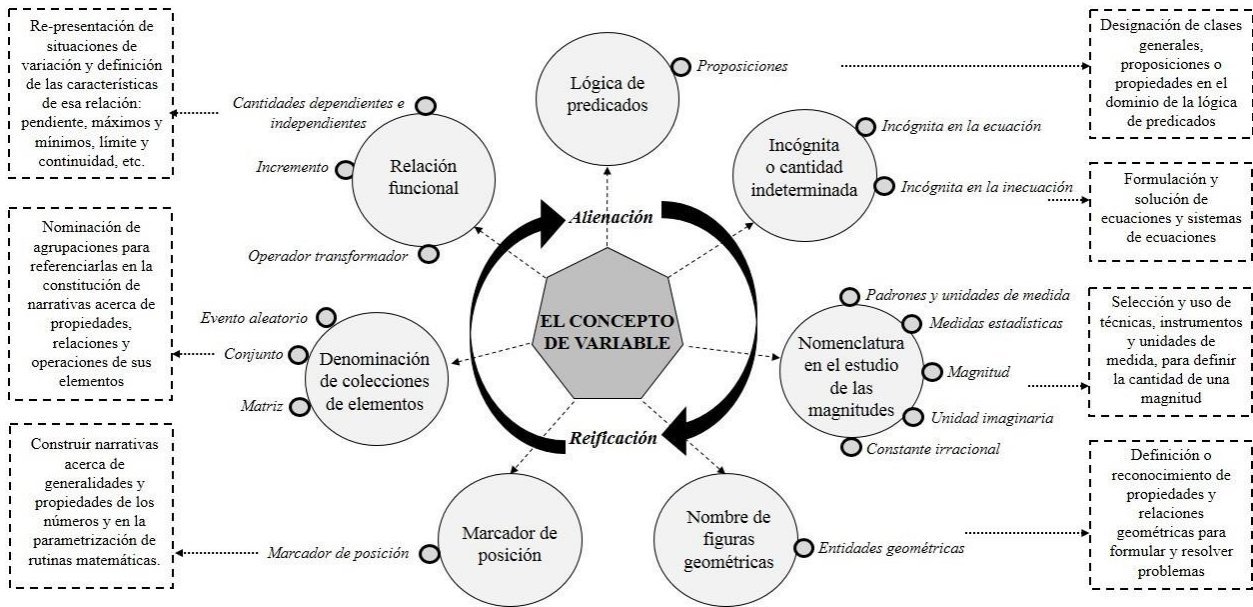 Re-presentación de
situaciones de
variación y definición
de las características
de esa relación:
pendiente, máximos y
mínimos, límite y
continuidad, etc.
Cantidades dependientes e
independientes
Incremento
Relación
funcional
Operador transformador
Lógica de
predicados
Proposiciones
Designación de clases
generales,
proposiciones o
propiedades en el
dominio de la lógica
de predicados
Incógnita
o cantidad
indeterminada
Incógnita en la ecuación
Incógnita en la inecuación
Formulación y
solución de
ecuaciones y sistemas
de ecuaciones
Alienación
EL CONCEPTO
DE VARIABLE
Reificación
Nominación de
agrupaciones para
referenciarlas en la
constitución de
narrativas acerca de
propiedades,
relaciones y
operaciones de sus
elementos
Evento aleatorio
Conjunto
Matriz
Denominación
de colecciones
de elementos
Nomenclatura
en el estudio
de las
magnitudes
Padrones y unidades de medida
Medidas estadísticas
Magnitud
Unidad imaginaria
Constante irracional
Selección y uso de
técnicas, instrumentos
y unidades de
medida, para definir
la cantidad de una
magnitud
Construir narrativas
acerca de
generalidades y
propiedades de los
números y en la
parametrización de
rutinas matemáticas.
Marcador de posición
Marcador de
posición
Nombre de
figuras
geométricas
Entidades geométricas
Definición o
reconocimiento de
propiedades y
relaciones
geométricas para
formular y resolver
problemas